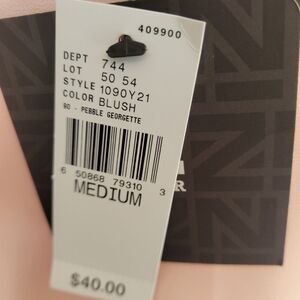 409900
DEPT 744
LOT 50 54
STYLE 1090Y21
COLOR BLUSH
90 - PEBBLE GEORGETTE
6 50868 79310 3
MEDIUM
$40.00